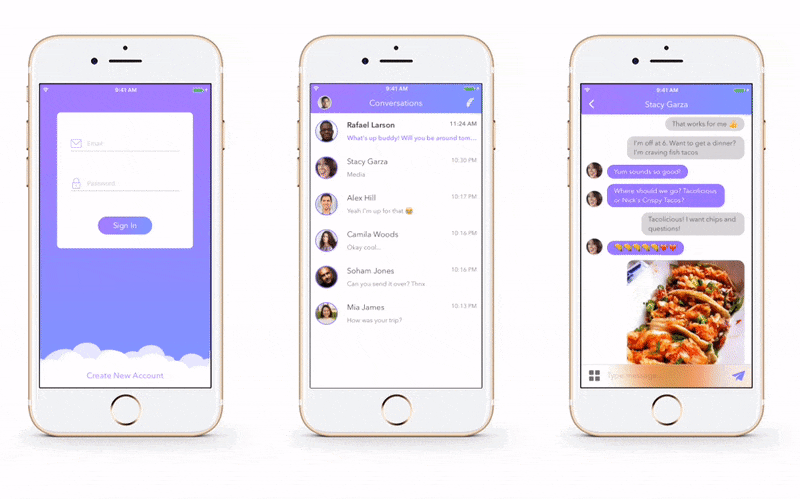 9:41 AM
Email
Password
Sign In
Create New Account
9:41 AM
Conversations
Rafael Larson
11:24 AM
What's up buddy! Will you be around tom...
Stacy Garza
10:30 PM
Media
Alex Hill
10:17 PM
Yeah I'm up for that 😄
Camila Woods
10:16 PM
Okay cool...
Soham Jones
10:16 PM
Can you send it over? Thnx
Mia James
10:13 PM
How was your trip?
9:41 AM
Stacy Garza
That works for me 👍
I'm off at 6. Want to get a dinner?
I'm craving fish tacos
Yum sounds so good!
Where should we go? Tacolicious
or Nick's Crispy Tacos?
Tacolicious! I want chips and
questions!
Type message...